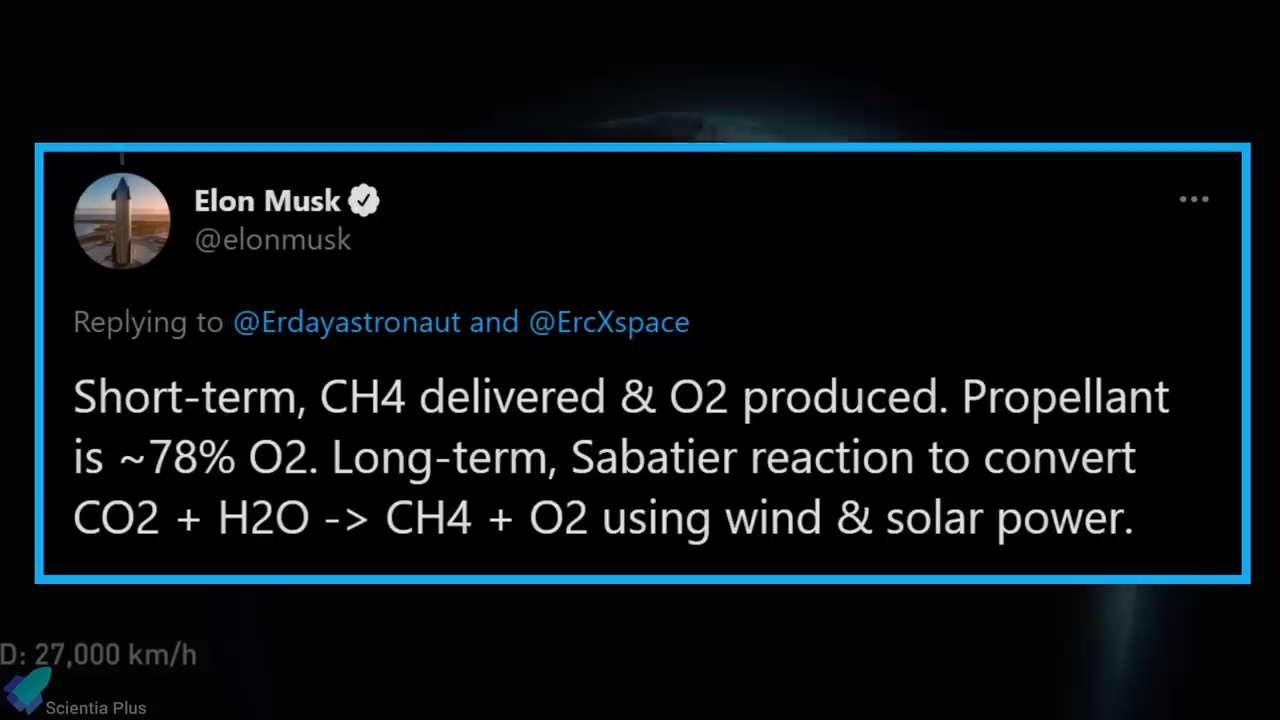 Elon Musk
@elonmusk
Replying to @Erdayastronaut and @ErcXspace
Short-term, CH4 delivered & O2 produced. Propellant
is ~78% O2. Long-term, Sabatier reaction to convert
CO2 + H2O -> CH4 + O2 using wind & solar power.
D: 27,000 km/h
Scientia Plus